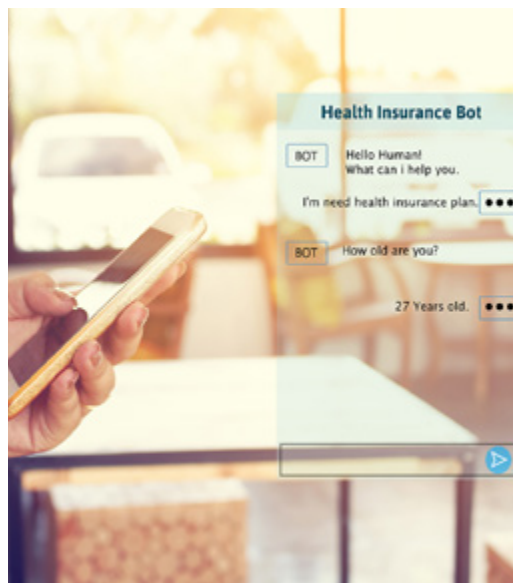 Health Insurance Bot
BOT
Hello Human!
What can i help you.
I'm need health insurance plan.
BOT
How old are you?
27 Years old.